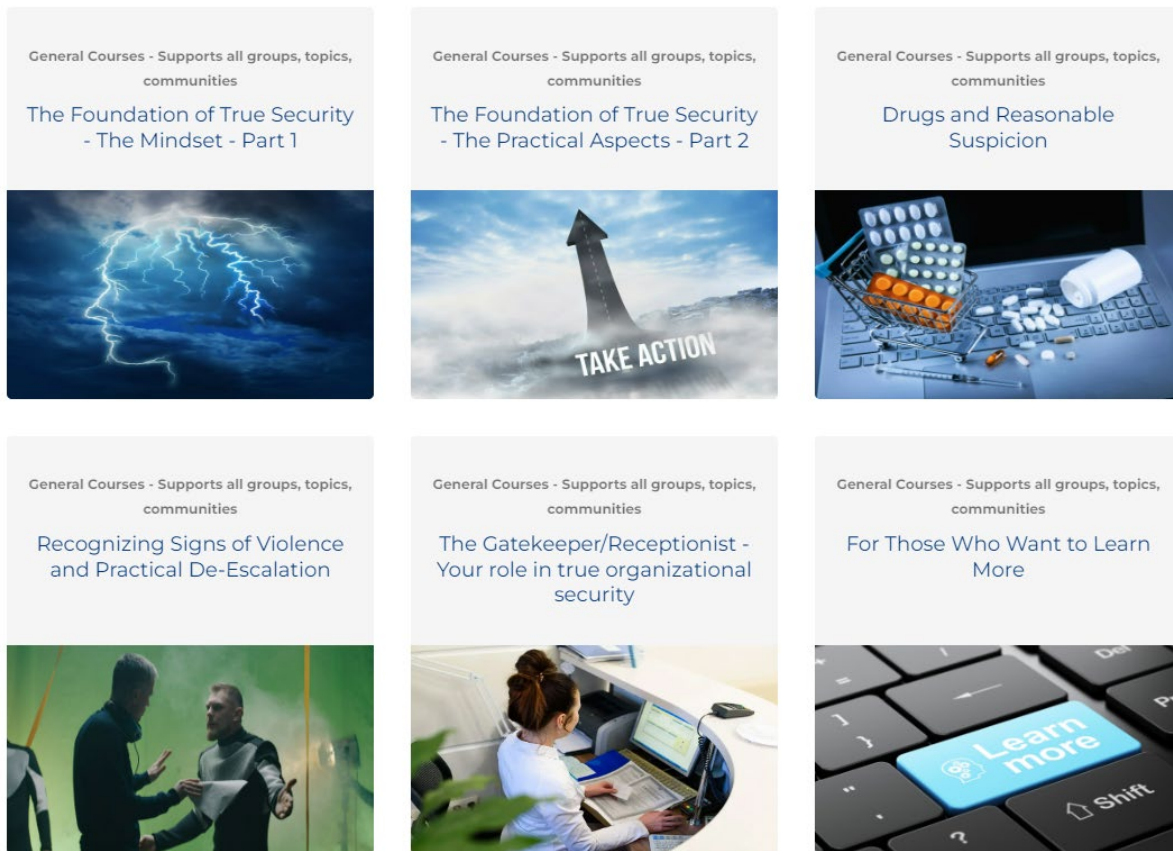 General Courses - Supports all groups, topics,
communities
The Foundation of True Security
- The Mindset - Part 1
General Courses - Supports all groups, topics,
communities
The Foundation of True Security
- The Practical Aspects - Part 2
TAKE ACTION
General Courses - Supports all groups, topics,
communities
Drugs and Reasonable
Suspicion
General Courses - Supports all groups, topics,
communities
Recognizing Signs of Violence
and Practical De-Escalation
General Courses - Supports all groups, topics,
communities
The Gatekeeper/Receptionist -
Your role in true organizational
security
General Courses - Supports all groups, topics,
communities
For Those Who Want to Learn
More
Del
Learn
more
Shift